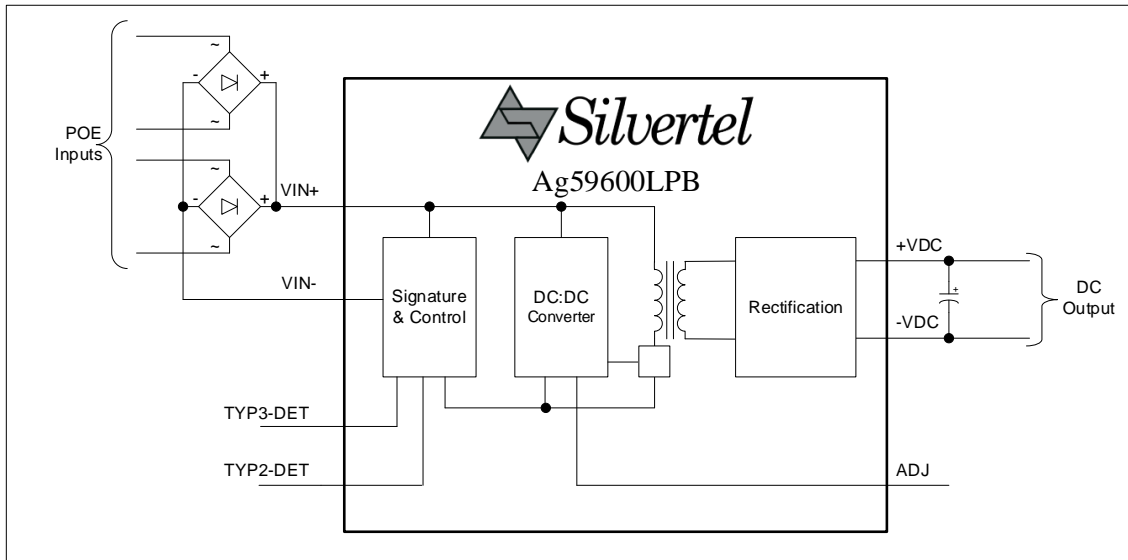 ~
- +
~
POE
Inputs
~
- +
~
VIN+
VIN-
Silvertel
Ag59600LPB
Signature
& Control
DC:DC
Converter
Rectification
+VDC
+
-VDC
DC
Output
TYP3-DET
TYP2-DET
ADJ